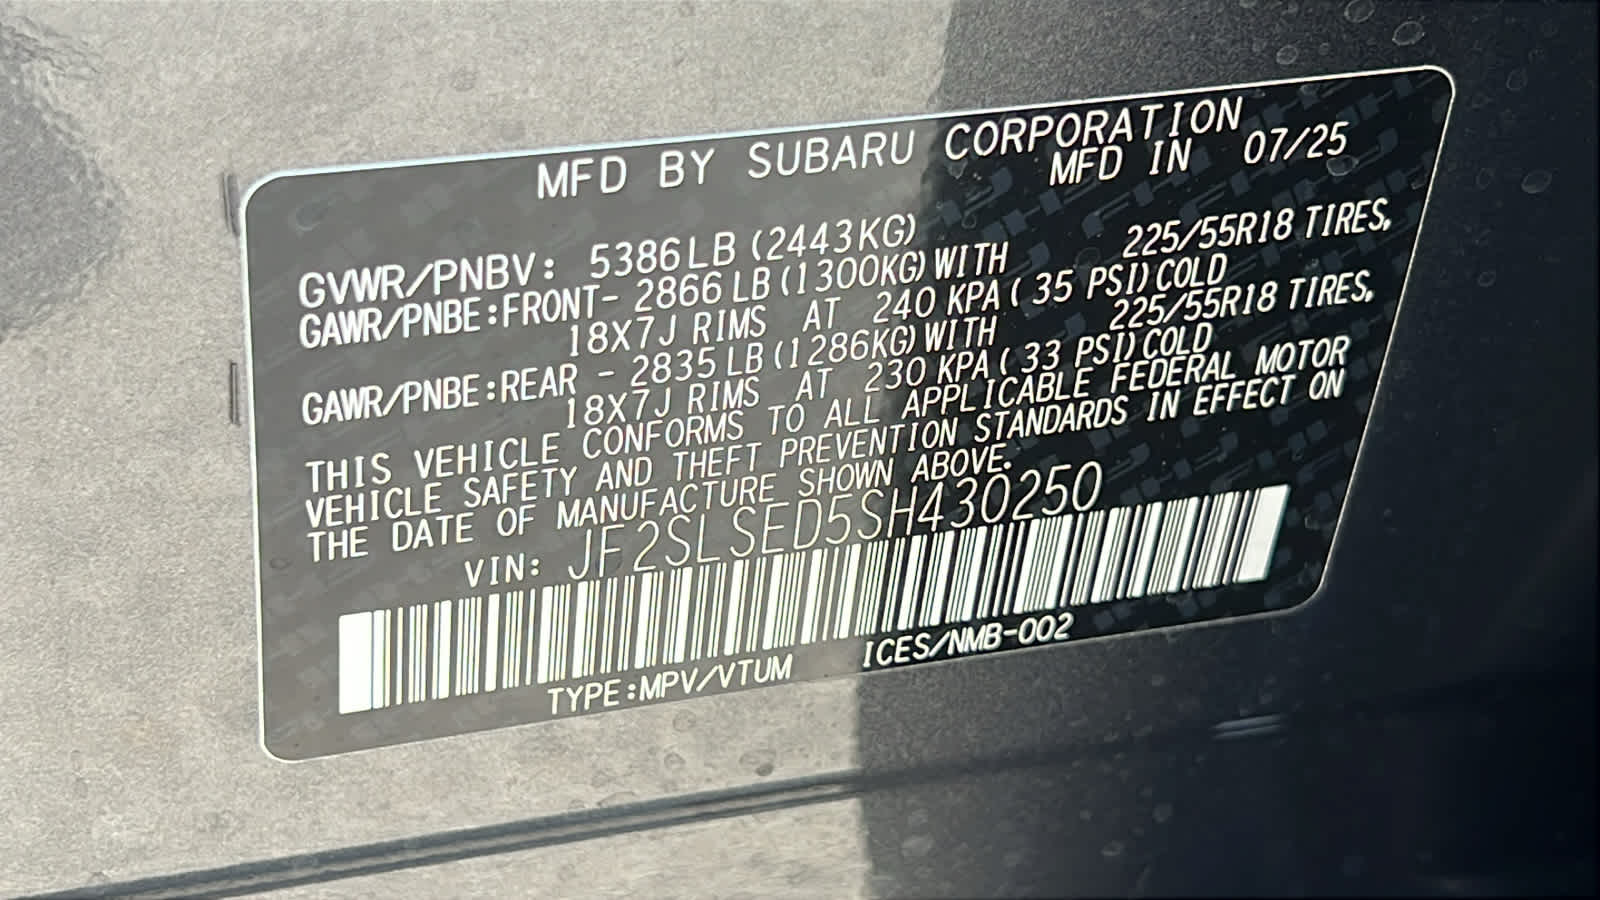 MFD BY SUBARU CORPORATION
MFD IN 07/25
GVWR/PNBV: 5386LB (2443KG)
GAWR/PNBE:FRONT- 2866 LB (1300KG) WITH 225/55R18 TIRES,
18X7J RIMS AT 240 KPA ( 35 PSI) COLD
GAWR/PNBE:REAR - 2835 LB (1286KG) WITH 225/55R18 TIRES,
18X7J RIMS AT 230 KPA ( 33 PSI) COLD
THIS VEHICLE CONFORMS TO ALL APPLICABLE FEDERAL MOTOR
VEHICLE SAFETY AND THEFT PREVENTION STANDARDS IN EFFECT ON
THE DATE OF MANUFACTURE SHOWN ABOVE.
VIN: JF2SLSED5SH430250
TYPE:MPV/VTUM ICES/NMB-002